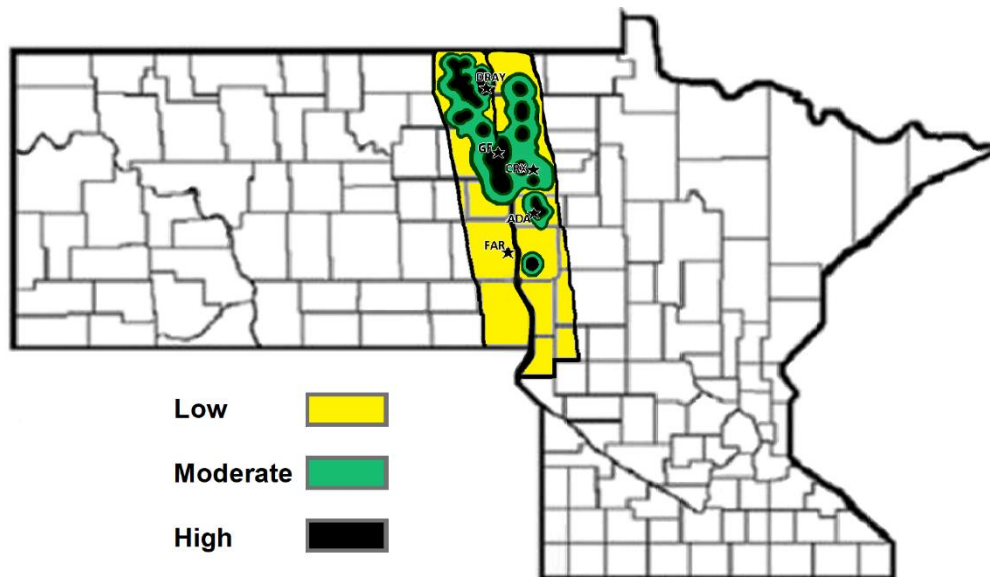 DRAY
GF
CRX
ADA
FAR
Low
Moderate
High